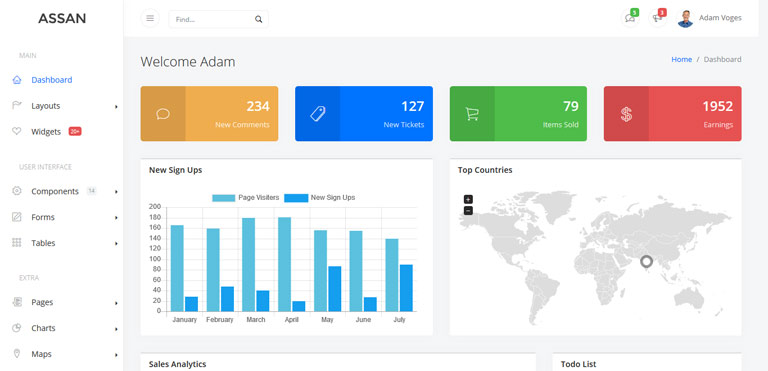 ASSAN
Find...
5
3
Adam Voges
MAIN
Dashboard
Layouts
Widgets 20+
USER INTERFACE
Components 14
Forms
Tables
EXTRA
Pages
Charts
Maps
Welcome Adam
Home / Dashboard
234
New Comments
127
New Tickets
79
Items Sold
1952
Earnings
New Sign Ups
Page Visiters New Sign Ups
200
180
160
140
120
100
80
60
40
20
0
January February March April May June July
Top Countries
+
-
Sales Analytics
Todo List